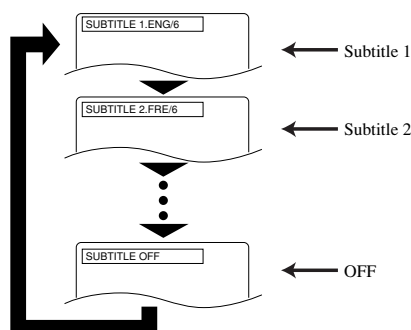 SUBTITLE 1.ENG/6
Subtitle 1
SUBTITLE 2.FRE/6
Subtitle 2
SUBTITLE OFF
OFF